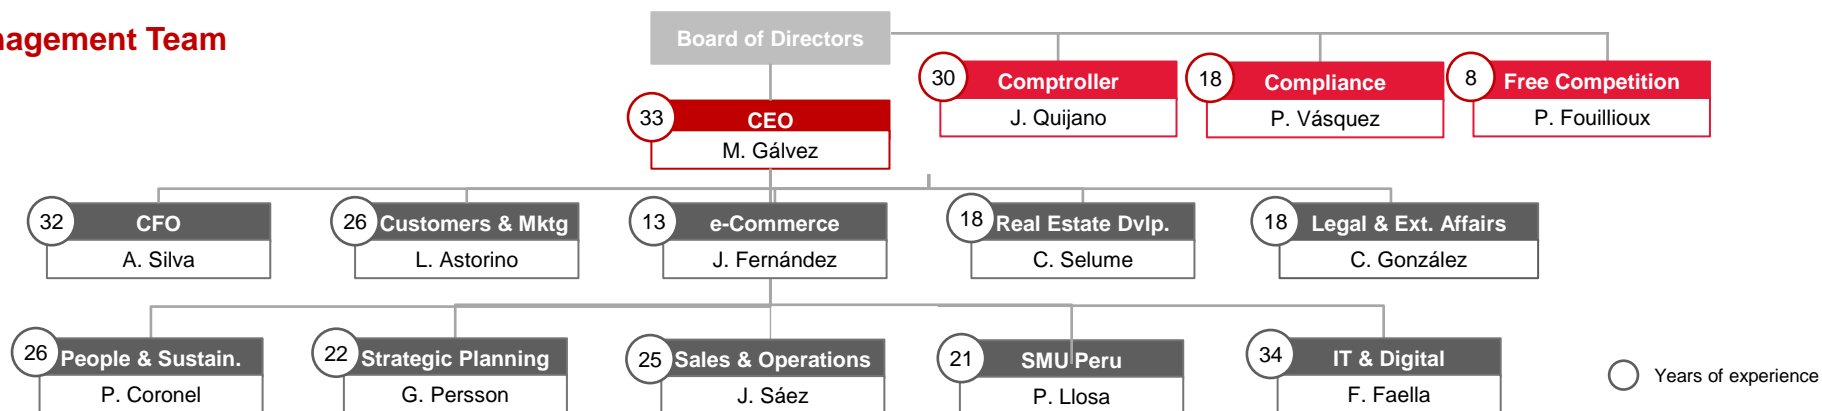 nagement Team
Board of Directors
30 Comptroller
J. Quijano
18 Compliance
P. Vásquez
8 Free Competition
P. Fouillioux
33 CEO
M. Gálvez
32 CFO
A. Silva
26 Customers & Mktg
L. Astorino
13 e-Commerce
J. Fernández
18 Real Estate Dvlp.
C. Selume
18 Legal & Ext. Affairs
C. González
26 People & Sustain.
P. Coronel
22 Strategic Planning
G. Persson
25 Sales & Operations
J. Sáez
21 SMU Peru
P. Llosa
34 IT & Digital
F. Faella
Years of experience